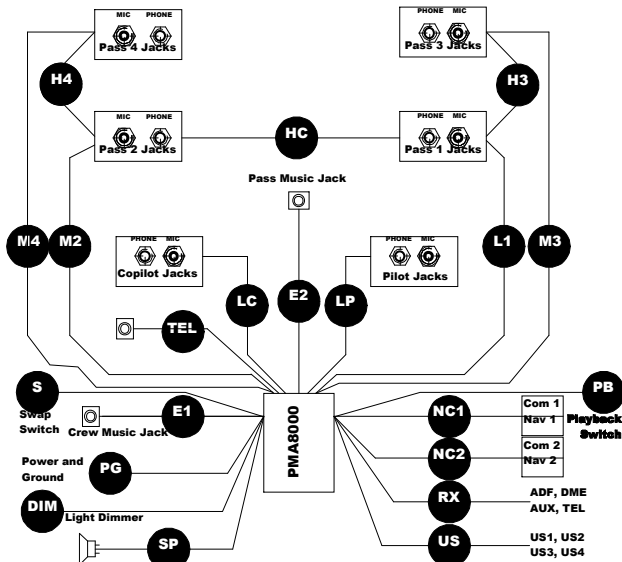 MIC PHONE
Pass 4 Jacks
PHONE MIC
Pass 3 Jacks
H4
H3
MIC PHONE
Pass 2 Jacks
HC
PHONE MIC
Pass 1 Jacks
Pass Music Jack
M4
M2
L1
M3
PHONE MIC
Copilot Jacks
PHONE MIC
Pilot Jacks
LC
E2
LP
TEL
S
Swap
Switch
PB
Playback
Switch
E1
Crew Music Jack
PMA8000
NC1
Com 1
Nav 1
NC2
Com 2
Nav 2
Power and
Ground
PG
RX
ADF, DME
AUX, TEL
DIM
Light Dimmer
SP
US
US1, US2
US3, US4